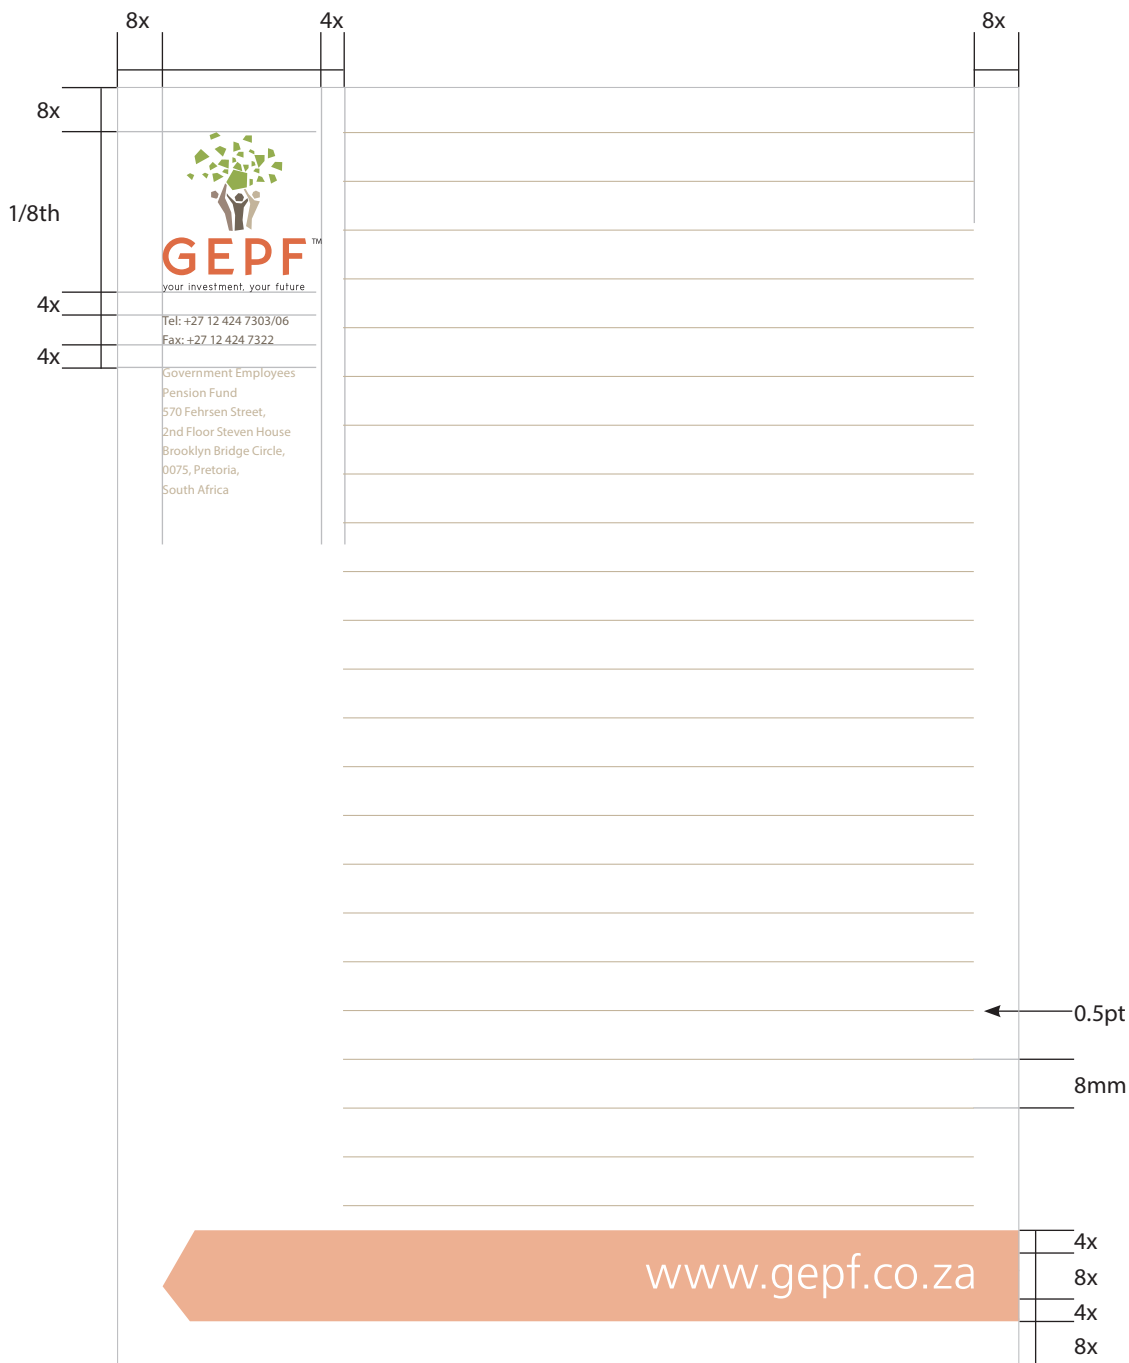 8x 4x 8x
8x
1/8th
GEPF™
your investment, your future
4x
Tel: +27 12 424 7303/06
Fax: +27 12 424 7322
4x
Government Employees
Pension Fund
570 Fehrsen Street,
2nd Floor Steven House
Brooklyn Bridge Circle,
0075, Pretoria,
South Africa
0.5pt
8mm
www.gepf.co.za
4x
8x
4x
8x